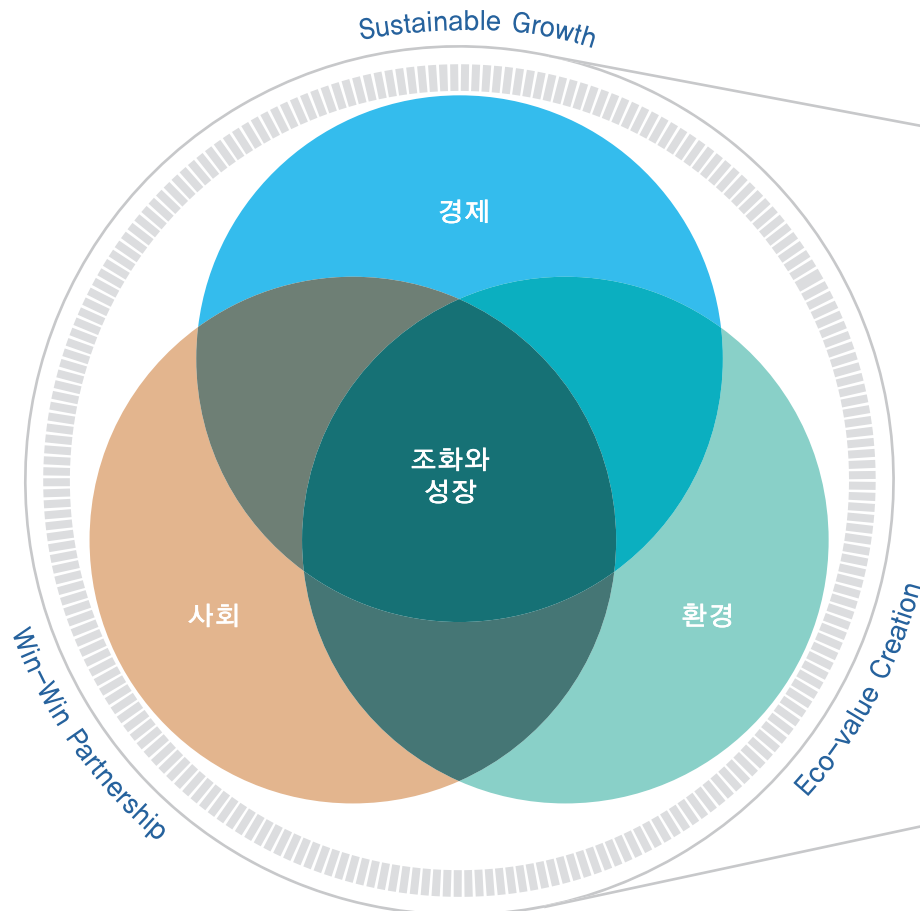 Sustainable Growth
경제
조화와
성장
사회
환경
Win-Win Partnership
Eco-value Creation